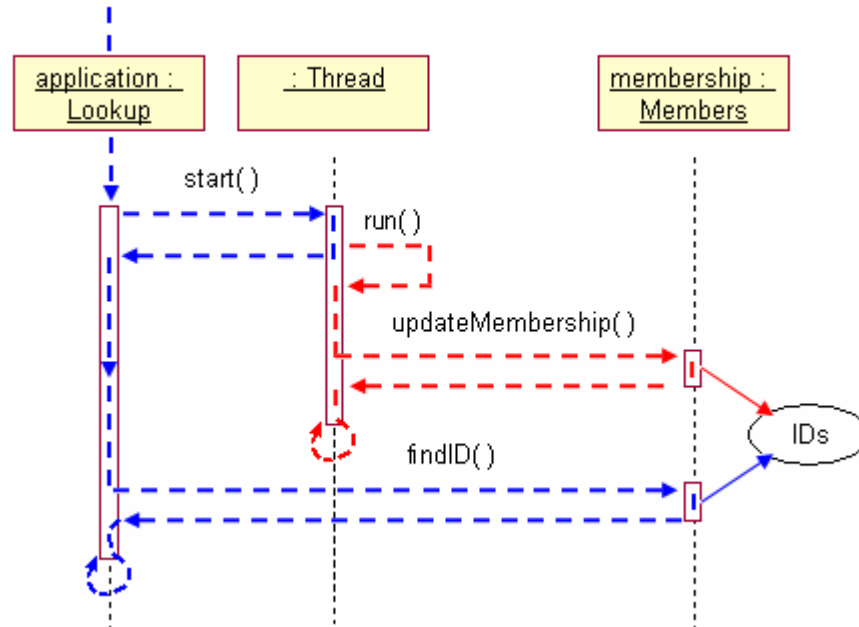 application :
Lookup
: Thread
membership :
Members
start( )
run( )
updateMembership( )
IDs
findID( )